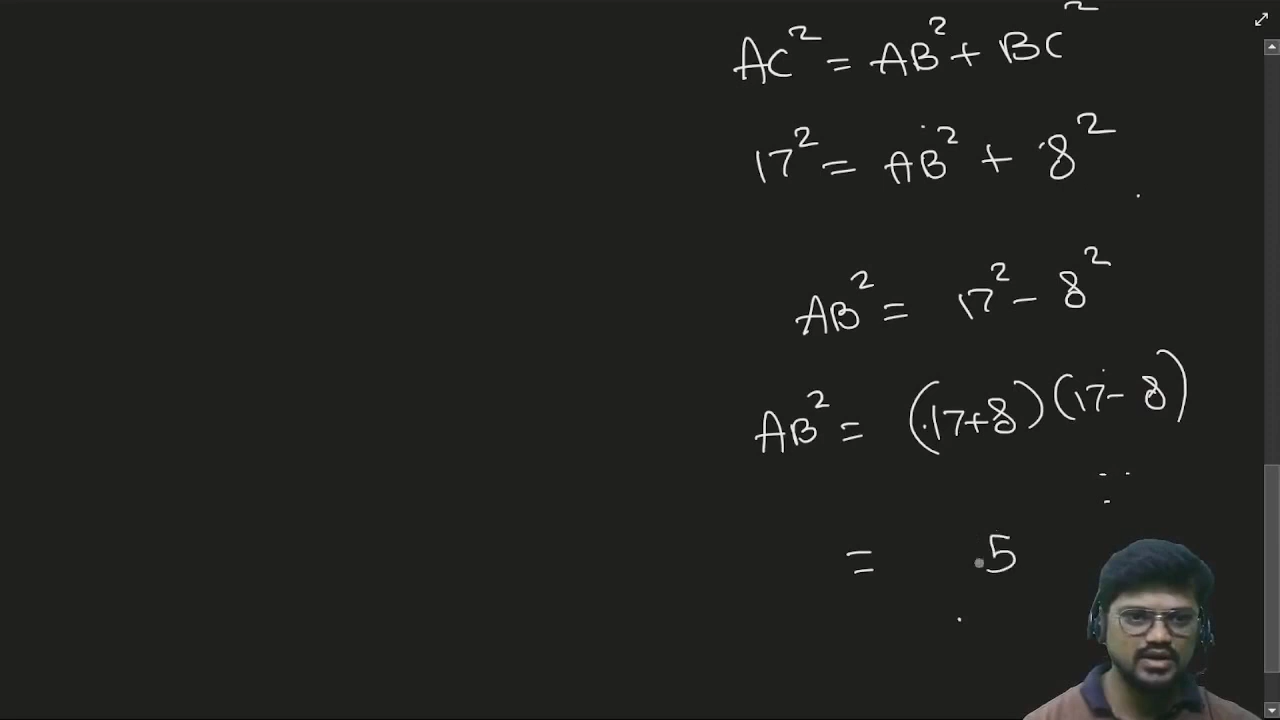 AC² = AB² + BC²
17² = AB² + 8²
AB² = 17² - 8²
AB² = (17+8)(17-8)
= 5